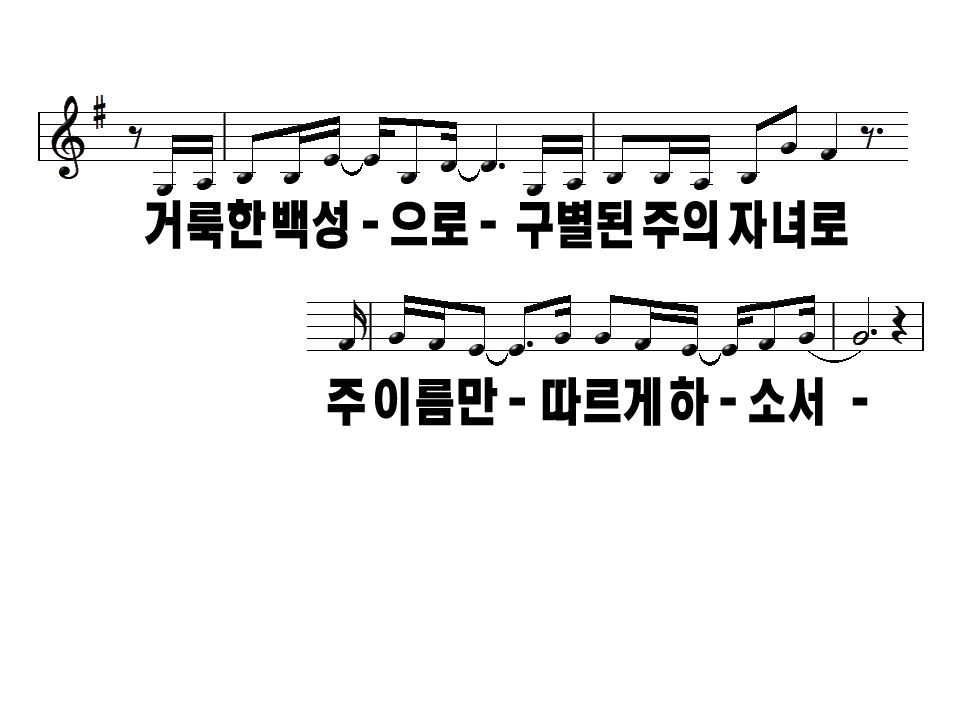 거룩한 백성 - 으로 - 구별된 주의 자녀로
주 이름만 - 따르게 하 - 소서 -